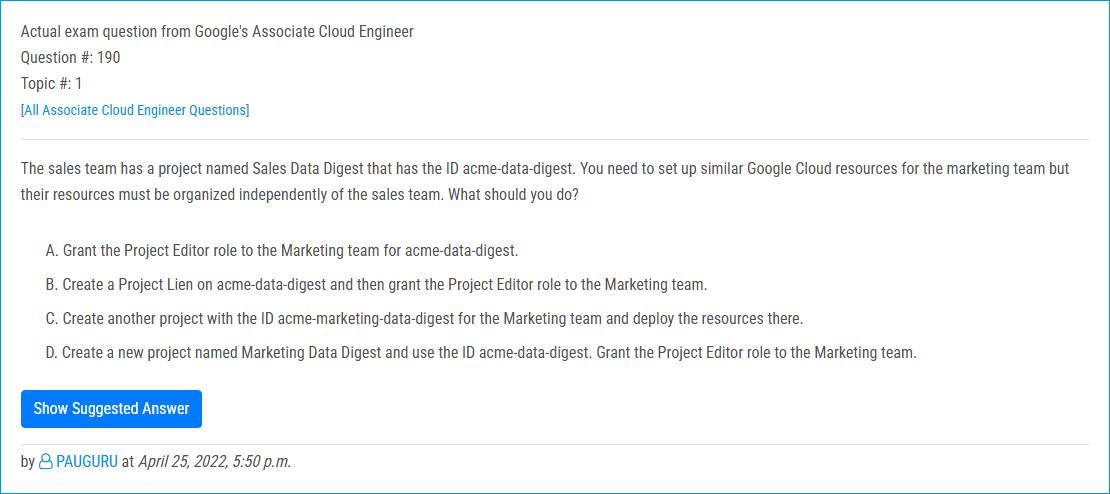 Actual exam question from Google's Associate Cloud Engineer
Question #: 190
Topic #: 1
[All Associate Cloud Engineer Questions]
The sales team has a project named Sales Data Digest that has the ID acme-data-digest. You need to set up similar Google Cloud resources for the marketing team but
their resources must be organized independently of the sales team. What should you do?
A. Grant the Project Editor role to the Marketing team for acme-data-digest.
B. Create a Project Lien on acme-data-digest and then grant the Project Editor role to the Marketing team.
C. Create another project with the ID acme-marketing-data-digest for the Marketing team and deploy the resources there.
D. Create a new project named Marketing Data Digest and use the ID acme-data-digest. Grant the Project Editor role to the Marketing team.
Show Suggested Answer
by PAUGURU at April 25, 2022, 5:50 p.m.